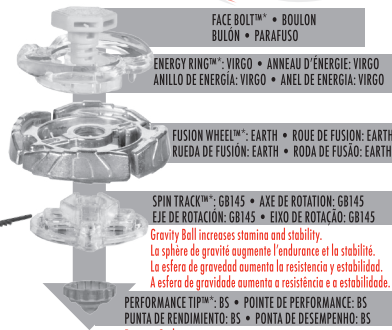 FACE BOLT™* • BOULON
BULÓN • PARAFUSO
ENERGY RING™*: VIRGO • ANNEAU D'ÉNERGIE: VIRGO
ANILLO DE ENERGÍA: VIRGO • ANEL DE ENERGIA: VIRGO
FUSION WHEEL™*: EARTH • ROUE DE FUSION: EARTH
RUEDA DE FUSIÓN: EARTH • RODA DE FUSÃO: EARTH
SPIN TRACK™*: GB145 • AXE DE ROTATION: GB145
EJE DE ROTACIÓN: GB145 • EIXO DE ROTAÇÃO: GB145
Gravity Ball increases stamina and stability.
La sphère de gravité augmente l'endurance et la stabilité.
La esfera de gravedad aumenta la resistencia y estabilidad.
A esfera de gravidade aumenta a resistência e a estabilidade.
PERFORMANCE TIP™*: BS • POINTE DE PERFORMANCE: BS
PUNTA DE RENDIMIENTO: BS • PONTA DE DESEMPENHO: BS